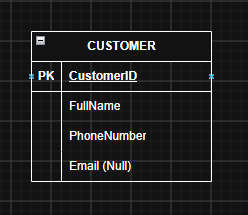 CUSTOMER
PK CustomerID
FullName
PhoneNumber
Email (Null)